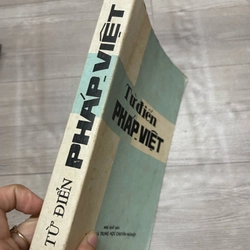 TỪ ĐIỂN PHÁP-VIỆT
Từ điển
PHÁP VIỆT